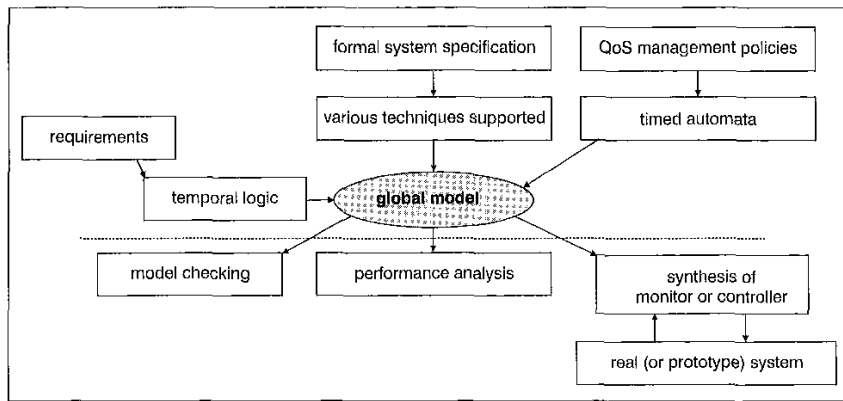 formal system specification
QoS management policies
various techniques supported
timed automata
requirements
temporal logic
global model
model checking
performance analysis
synthesis of
monitor or controller
real (or prototype) system